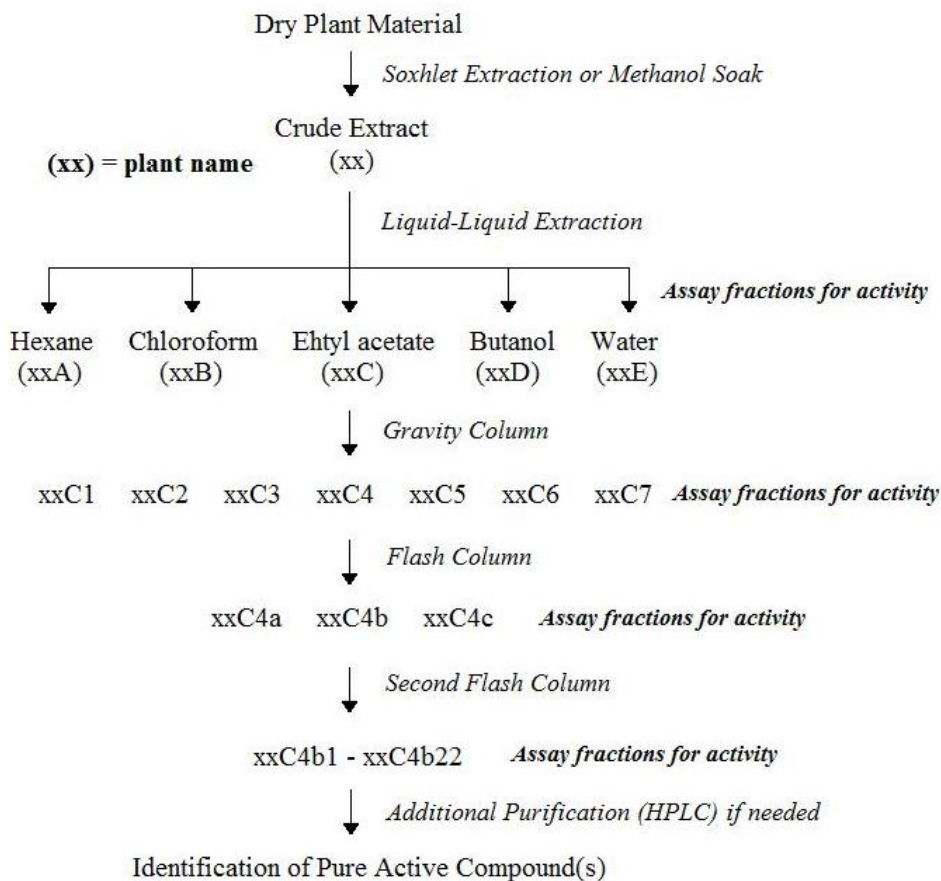 Dry Plant Material
Soxhlet Extraction or Methanol Soak
Crude Extract
(xx) = plant name
(xx)
Liquid-Liquid Extraction
Assay fractions for activity
Hexane Chloroform Ehtyl acetate Butanol Water
(xxA) (xxB) (xxC) (xxD) (xxE)
Gravity Column
xxC1 xxC2 xxC3 xxC4 xxC5 xxC6 xxC7 Assay fractions for activity
Flash Column
xxC4a xxC4b xxC4c Assay fractions for activity
Second Flash Column
xxC4b1 - xxC4b22 Assay fractions for activity
Additional Purification (HPLC) if needed
Identification of Pure Active Compound(s)